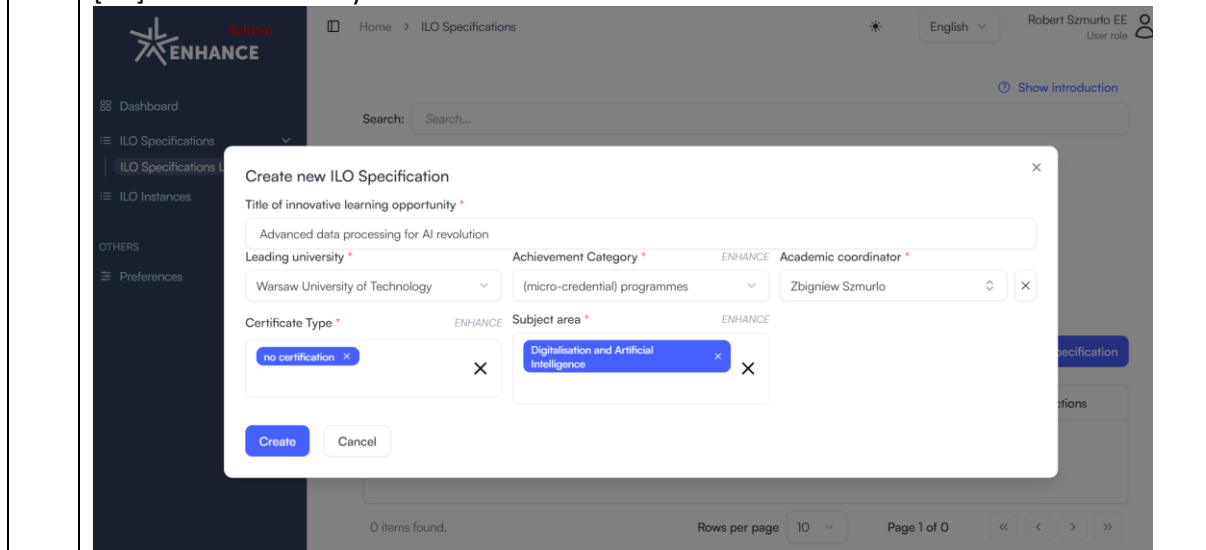 Admin
ENHANCE
Home > ILO Specifications
English
Robert Szmurło EE
User role
Show introduction
Dashboard
Search: Search...
ILO Specifications
ILO Specifications L
ILO Instances
OTHERS
Preferences
Create new ILO Specification
Title of innovative learning opportunity *
Advanced data processing for AI revolution
Leading university *
Achievement Category * ENHANCE
Academic coordinator *
Warsaw University of Technology
(micro-credential) programmes
Zbigniew Szmurlo
Certificate Type * ENHANCE
Subject area * ENHANCE
no certification ×
Digitalisation and Artificial
Intelligence ×
ecification
ctions
Create
Cancel
0 items found.
Rows per page 10
Page 1 of 0
« < > »